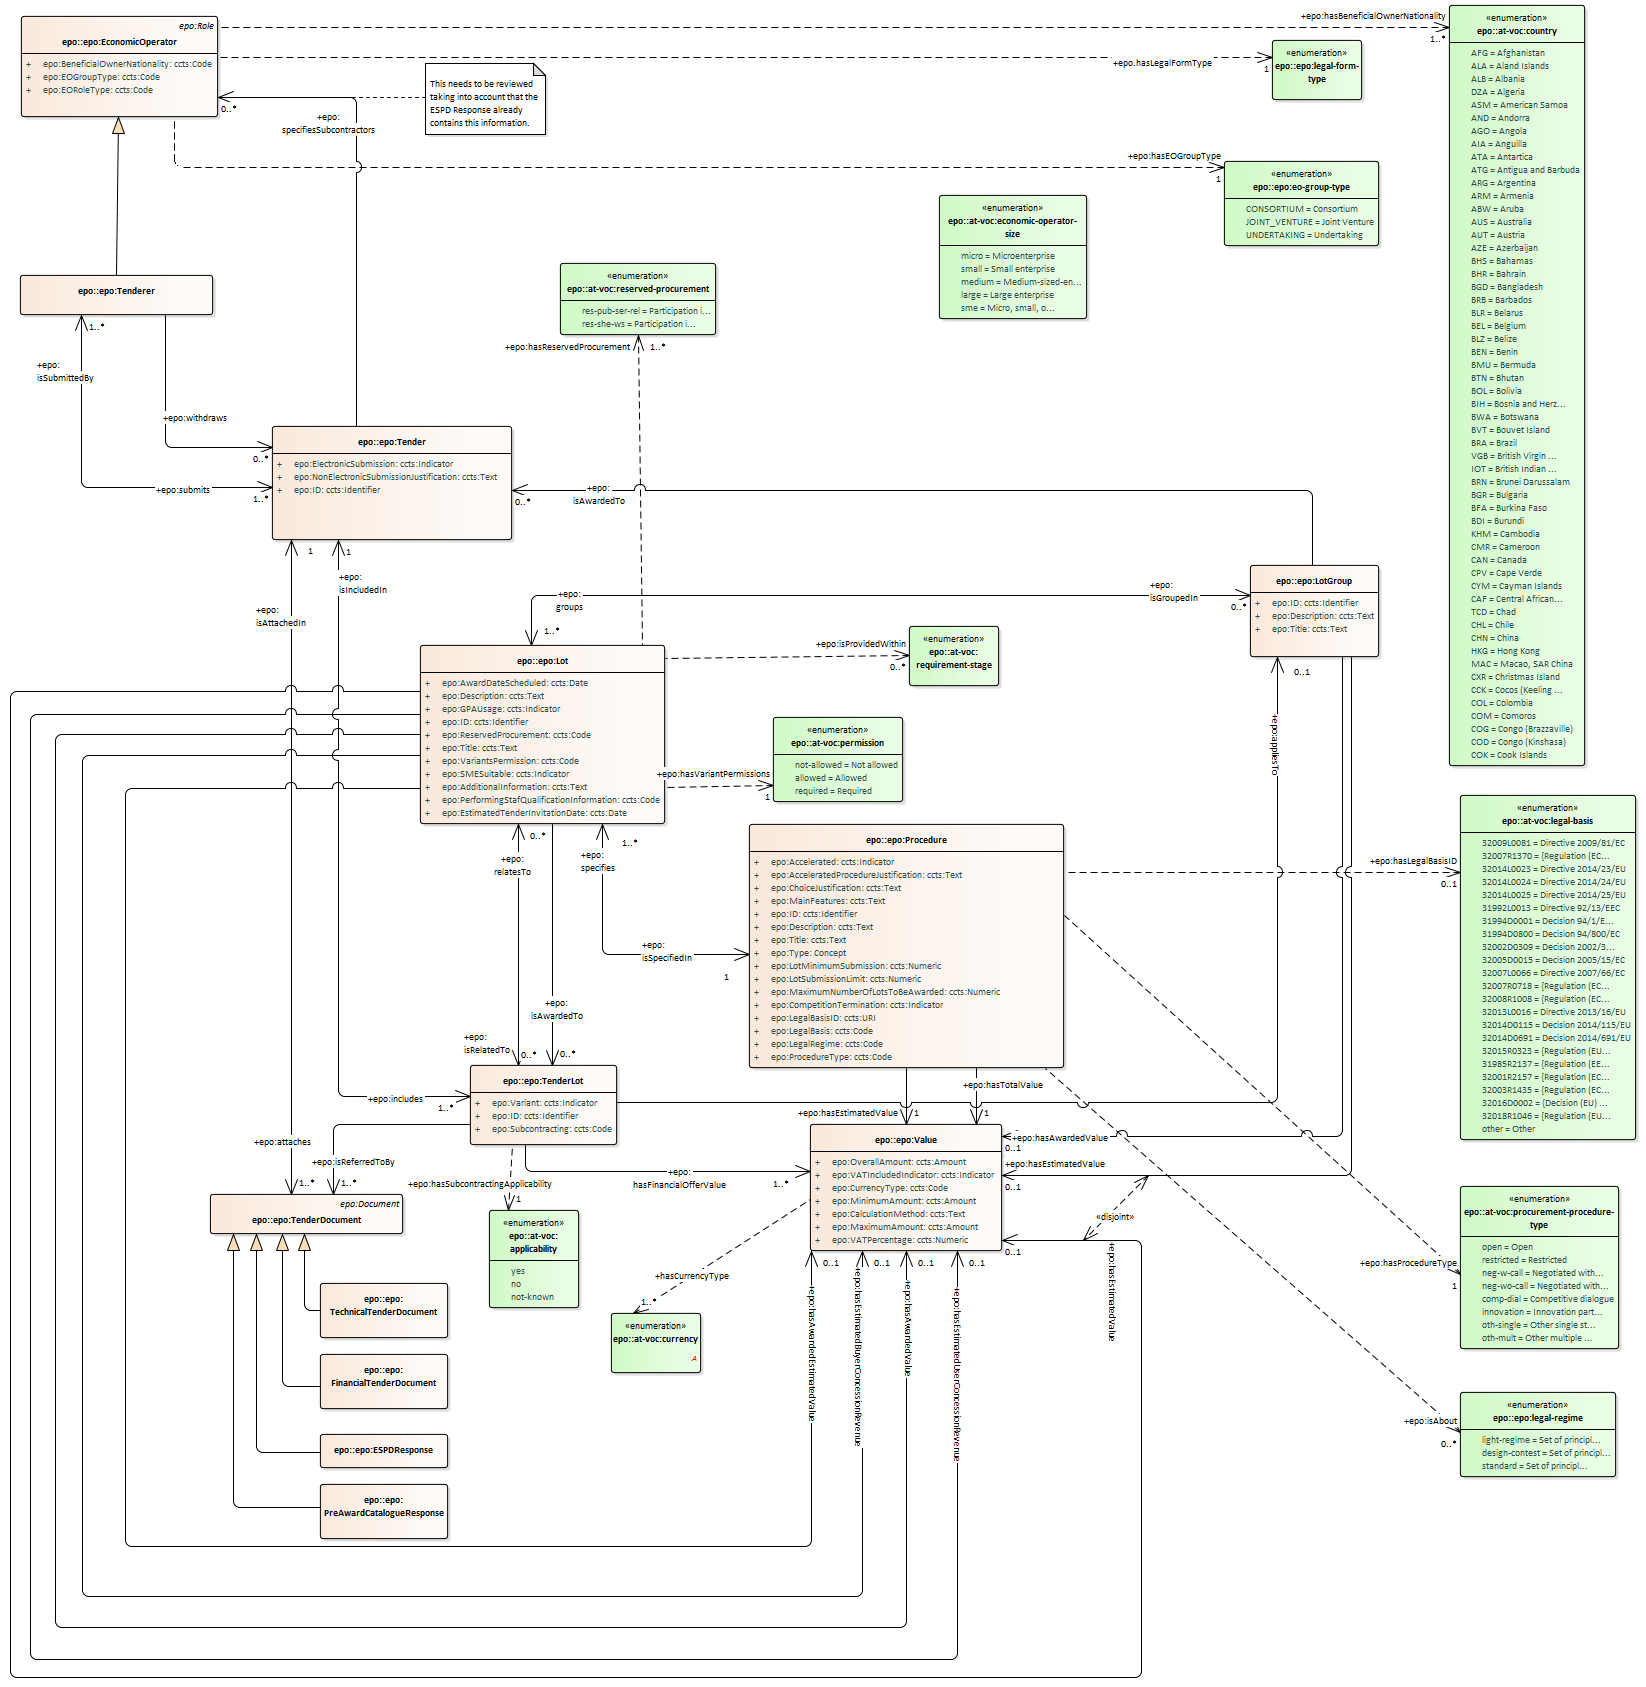 epo:Role
epo::epo:EconomicOperator
+ epo:BeneficialOwnerNationality: ccts:Code
+ epo:EOGroupType: ccts:Code
+ epo:EORoleType: ccts:Code
+epo:hasBeneficialOwnerNationality
1..*
+epo.hasLegalFormType
1
«enumeration»
epo::epo:legal-form-
type
This needs to be reviewed
taking into account that the
ESPD Response already
contains this information.
0..*
+epo:
specifiesSubcontractors
+epo:hasEOGroupType
1
«enumeration»
epo::epo:eo-group-type
CONSORTIUM = Consortium
JOINT_VENTURE = Joint Venture
UNDERTAKING = Undertaking
«enumeration»
epo::at-voc:country
AFG = Afghanistan
ALA = Aland Islands
ALB = Albania
DZA = Algeria
ASM = American Samoa
AND = Andorra
AGO = Angola
AIA = Anguilla
ATA = Antartica
ATG = Antigua and Barbuda
ARG = Argentina
ARM = Armenia
ABW = Aruba
AUS = Australia
AUT = Austria
AZE = Azerbaijan
BHS = Bahamas
BHR = Bahrain
BGD = Bangladesh
BRB = Barbados
BLR = Belarus
BEL = Belgium
BLZ = Belize
BEN = Benin
BMU = Bermuda
BTN = Bhutan
BOL = Bolivia
BIH = Bosnia and Herz...
BWA = Botswana
BVT = Bouvet Island
BRA = Brazil
VGB = British Virgin ...
IOT = British Indian ...
BRN = Brunei Darussalam
BGR = Bulgaria
BFA = Burkina Faso
BDI = Burundi
KHM = Cambodia
CMR = Cameroon
CAN = Canada
CPV = Cape Verde
CYM = Cayman Islands
CAF = Central African...
TCD = Chad
CHL = Chile
CHN = China
HKG = Hong Kong
MAC = Macao, SAR China
CXR = Christmas Island
CCK = Cocos (Keeling ...
COL = Colombia
COM = Comoros
COG = Congo (Brazzaville)
COD = Congo (Kinshasa)
COK = Cook Islands
«enumeration»
epo::at-voc:economic-operator-
size
micro = Microenterprise
small = Small enterprise
medium = Medium-sized-en...
large = Large enterprise
sme = Micro, small, o...
«enumeration»
epo::at-voc:reserved-procurement
res-pub-ser-rel = Participation i...
res-she-ws = Participation i...
+epo:hasReservedProcurement
1..*
epo::epo:Tenderer
1..*
+epo:
isSubmittedBy
+epo:withdraws
0..*
+epo:submits
1..*
epo::epo:Tender
+ epo:ElectronicSubmission: ccts:Indicator
+ epo:NonElectronicSubmissionJustification: ccts:Text
+ epo:ID: ccts:Identifier
+epo:
isAwardedTo
0..*
1
1
+epo:
isIncludedIn
+epo:
isAttachedIn
epo::epo:LotGroup
+ epo:ID: ccts:Identifier
+ epo:Description: ccts:Text
+ epo:Title: ccts:Text
+epo:
groups
1..*
+epo:
isGroupedIn
0..*
0..1
+epo:appliesTo
epo::epo:Lot
+ epo:AwardDateScheduled: ccts:Date
+ epo:Description: ccts:Text
+ epo:GPAUsage: ccts:Indicator
+ epo:ID: ccts:Identifier
+ epo:ReservedProcurement: ccts:Code
+ epo:Title: ccts:Text
+ epo:VariantsPermission: ccts:Code
+ epo:SMESuitable: ccts:Indicator
+ epo:AdditionalInformation: ccts:Text
+ epo:PerformingStafQualificationInformation: ccts:Code
+ epo:EstimatedTenderInvitationDate: ccts:Date
+epo:isProvidedWithin
0..*
«enumeration»
epo::at-voc:
requirement-stage
«enumeration»
epo::at-voc:permission
not-allowed = Not allowed
allowed = Allowed
required = Required
+epo:hasVariantPermissions
1
epo::epo:Procedure
+ epo:Accelerated: ccts:Indicator
+ epo:AcceleratedProcedureJustification: ccts:Text
+ epo:ChoiceJustification: ccts:Text
+ epo:MainFeatures: ccts:Text
+ epo:ID: ccts:Identifier
+ epo:Description: ccts:Text
+ epo:Title: ccts:Text
+ epo:Type: Concept
+ epo:LotMinimumSubmission: ccts:Numeric
+ epo:LotSubmissionLimit: ccts:Numeric
+ epo:MaximumNumberOfLotsToBeAwarded: ccts:Numeric
+ epo:CompetitionTermination: ccts:Indicator
+ epo:LegalBasisID: ccts:URI
+ epo:LegalBasis: ccts:Code
+ epo:LegalRegime: ccts:Code
+ epo:ProcedureType: ccts:Code
+epo:hasLegalBasisID
0..1
«enumeration»
epo::at-voc:legal-basis
32009L0081 = Directive 2009/81/EC
32007R1370 = {Regulation (EC...
32014L0023 = Directive 2014/23/EU
32014L0024 = Directive 2014/24/EU
32014L0025 = Directive 2014/25/EU
31992L0013 = Directive 92/13/EEC
31994D0001 = Decision 94/1/E...
31994D0800 = Decision 94/800/EC
32002D0309 = Decision 2002/3...
32005D0015 = Decision 2005/15/EC
32007L0066 = Directive 2007/66/EC
32007R0718 = {Regulation (EC...
32008R1008 = {Regulation (EC...
32013L0016 = Directive 2013/16/EU
32014D0115 = Decision 2014/115/EU
32014D0691 = Decision 2014/691/EU
32015R0323 = {Regulation (EU...
31985R2137 = {Regulation (EE...
32001R2157 = {Regulation (EC...
32003R1435 = {Regulation (EC...
32016D0002 = {Decision (EU) ...
32018R1046 = {Regulation (EU...
other = Other
0..*
+epo:
relatesTo
1..*
+epo:
specifies
+epo:
isSpecifiedIn
1
+epo:
isAwardedTo
+epo:
isRelatedTo
0..*
0..*
epo::epo:TenderLot
+ epo:Variant: ccts:Indicator
+ epo:ID: ccts:Identifier
+ epo:Subcontracting: ccts:Code
+epo:includes
1..*
+epo:attaches
1..*
+epo:isReferredToBy
1..*
+epo:hasSubcontractingApplicability
1
+epo:
hasFinancialOfferValue
1..*
+epo:hasTotalValue
1
+epo:hasEstimatedValue
1
epo::epo:Value
+ epo:OverallAmount: ccts:Amount
+ epo:VATIncludedIndicator: ccts:Indicator
+ epo:CurrencyType: ccts:Code
+ epo:MinimumAmount: ccts:Amount
+ epo:CalculationMethod: ccts:Text
+ epo:MaximumAmount: ccts:Amount
+ epo:VATPercentage: ccts:Numeric
+epo:hasAwardedValue
0..1
+epo:hasEstimatedValue
0..1
«disjoint»
0..1
+epo:hasEstimatedValue
0..1
+epo:hasAwardedEstimatedValue
0..1
+epo:hasEstimatedBuyerConcessionRevenue
0..1
+epo:hasAwardedValue
0..1
+epo:hasEstimatedUserConcessionRevenue
epo:Document
epo::epo:TenderDocument
«enumeration»
epo::at-voc:
applicability
yes
no
not-known
+epo:hasCurrencyType
1..*
«enumeration»
epo::at-voc:currency
A
epo::epo:
TechnicalTenderDocument
epo::epo:
FinancialTenderDocument
epo::epo:ESPDResponse
epo::epo:
PreAwardCatalogueResponse
«enumeration»
epo::at-voc:procurement-procedure-
type
open = Open
restricted = Restricted
neg-w-call = Negotiated with...
neg-wo-call = Negotiated with...
comp-dial = Competitive dialogue
innovation = Innovation part...
oth-single = Other single st...
oth-mult = Other multiple ...
+epo:hasProcedureType
1
«enumeration»
epo::epo:legal-regime
light-regime = Set of principl...
design-contest = Set of principl...
standard = Set of principl...
+epo:isAbout
0..*